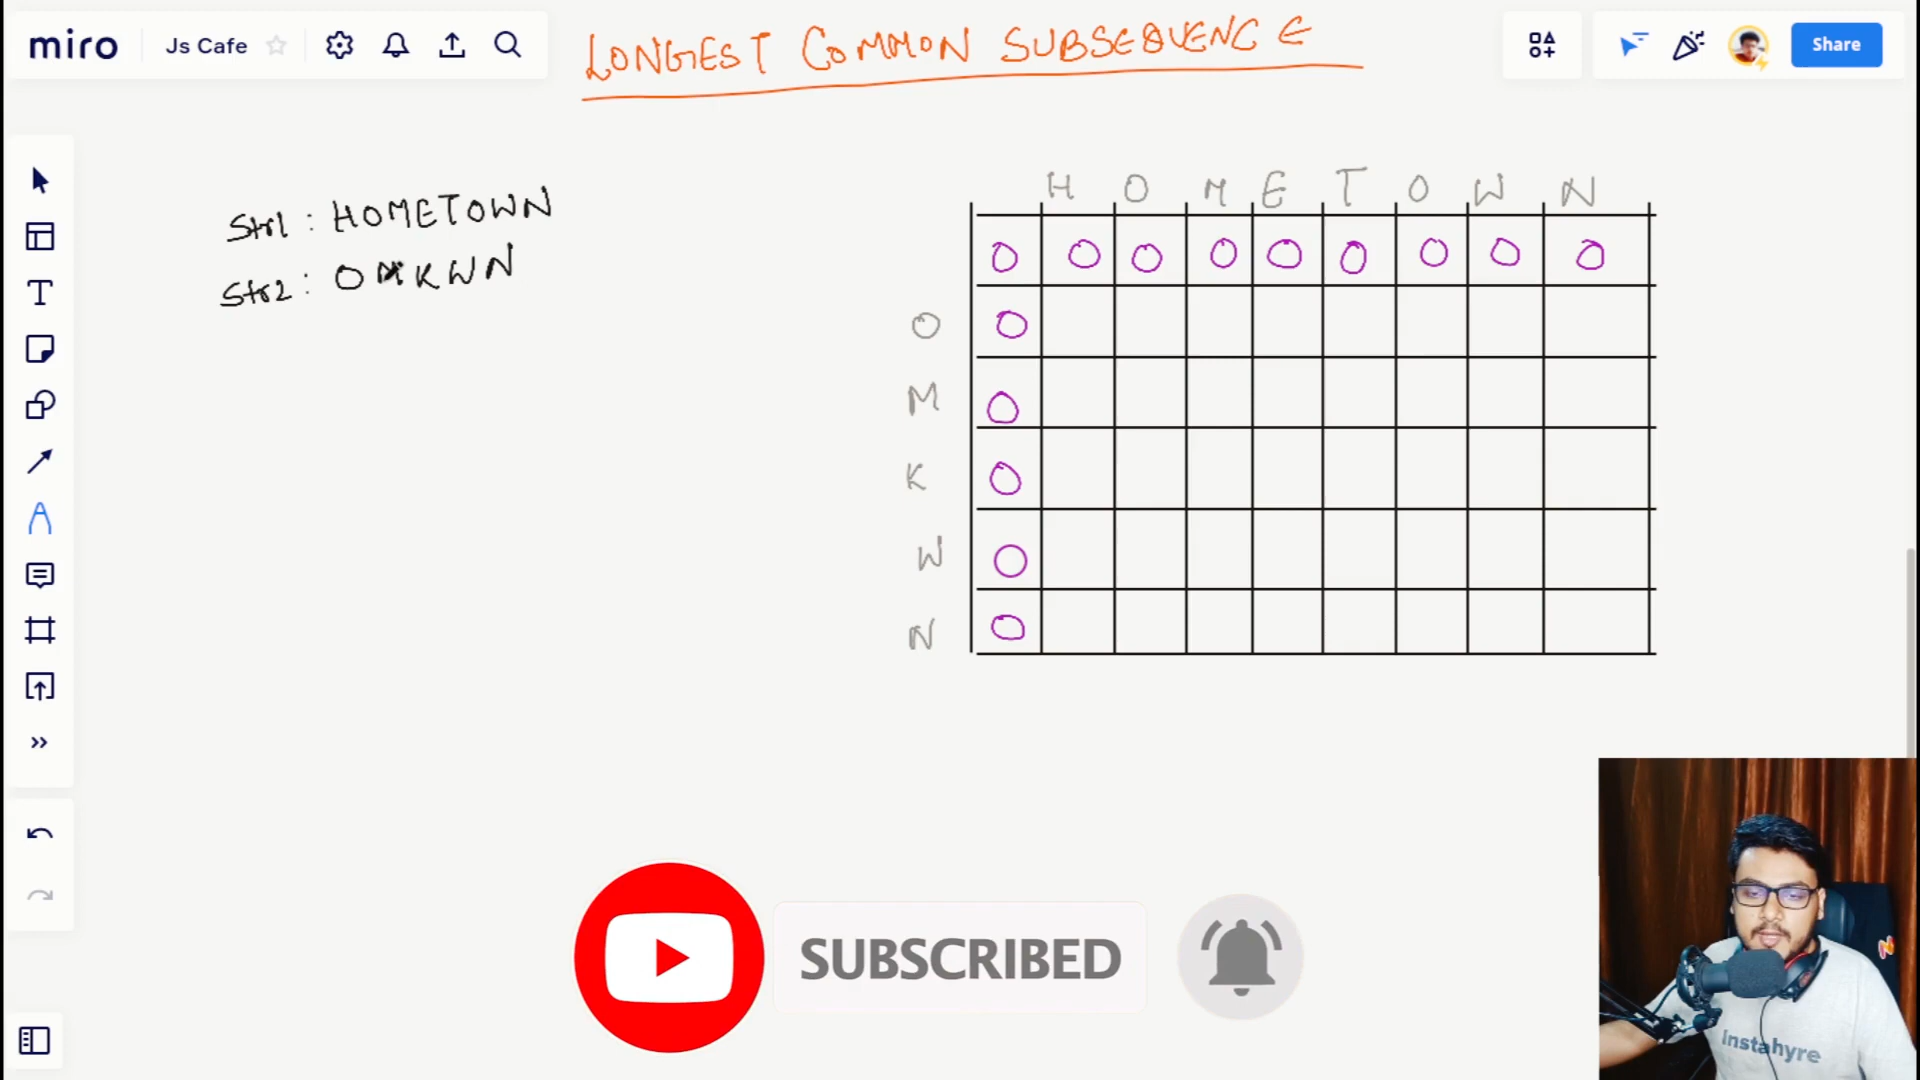 miro
Js Cafe
LONGEST COMMON SUBSEQUENCE
Share
Str1 : HOMETOWN
Str2 : OMKWN
H O M E T O W N
0 0 0 0 0 0 0 0 0
O 0
M 0
K 0
W 0
N 0
SUBSCRIBED
Instahyre